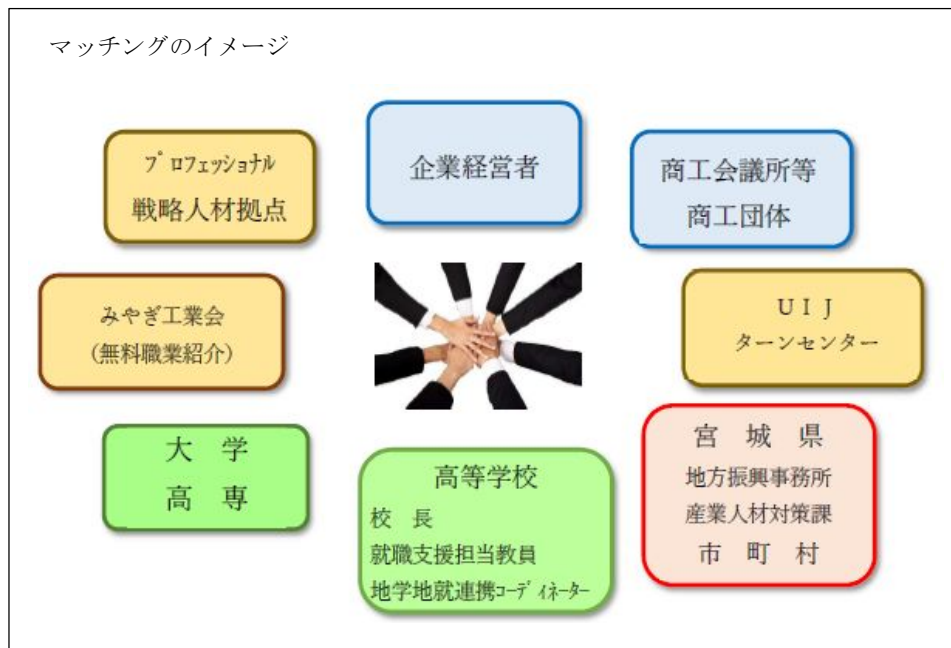 マッチングのイメージ
ﾌﾟﾛﾌｪｯｼｮﾅﾙ
戦略人材拠点
企業経営者
商工会議所等
商工団体
みやぎ工業会
(無料職業紹介)
ＵＩＪ
ターンセンター
大　学
高　専
高等学校
校　長
就職支援担当教員
地学地就連携ｺｰﾃﾞｨﾈｰﾀｰ
宮　城　県
地方振興事務所
産業人材対策課
市　町　村